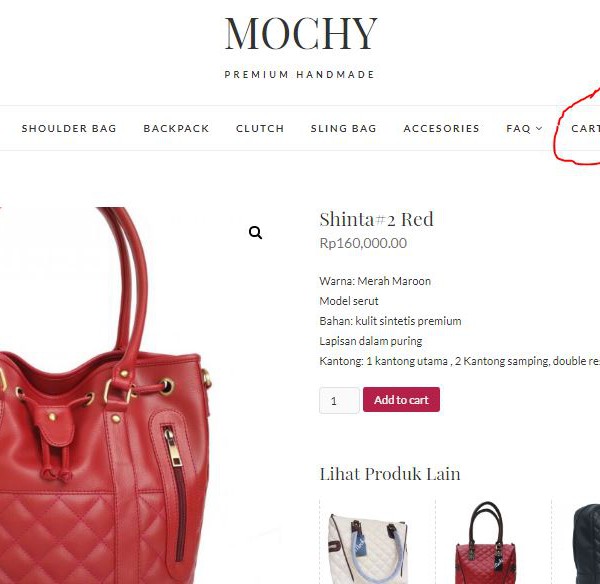 MOCHY
PREMIUM HANDMADE
SHOULDER BAG BACKPACK CLUTCH SLING BAG ACCESORIES FAQ CART
Shinta#2 Red
Rp160,000.00
Warna: Merah Maroon
Model serut
Bahan: kulit sintetis premium
Lapisan dalam puring
Kantong: 1 kantong utama , 2 Kantong samping, double
1 Add to cart
Lihat Produk Lain